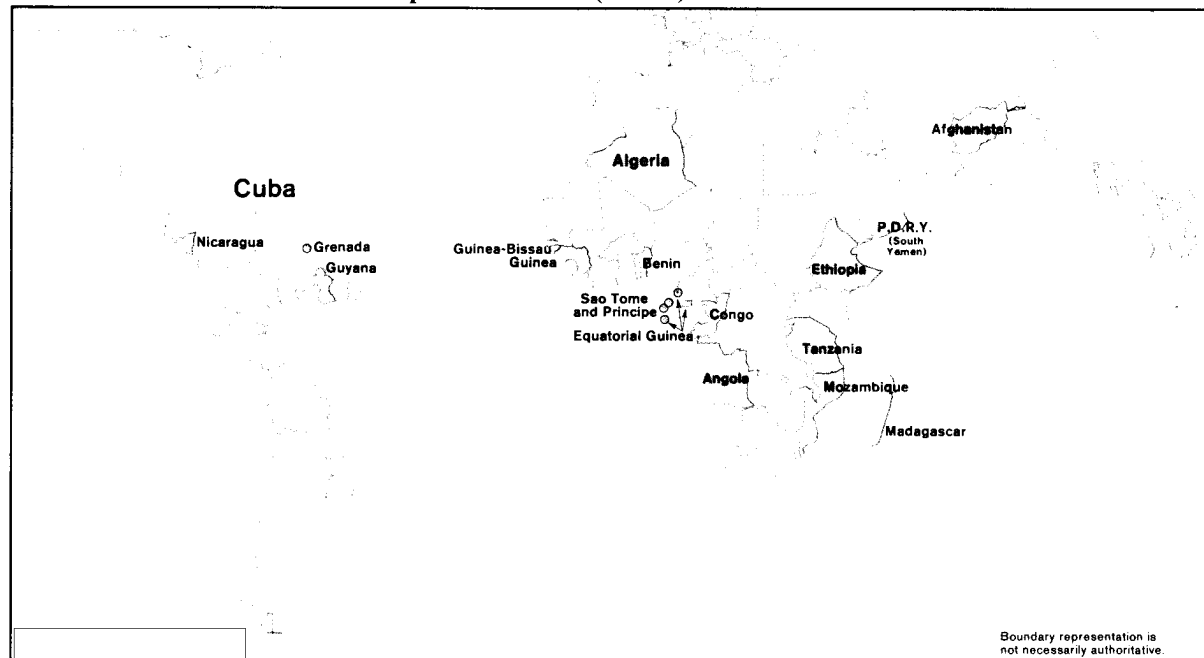 Afghanistan
Algeria
Cuba
P.D.R.Y.
(South
Yemen)
Nicaragua
Grenada
Guinea-Bissau
Guinea
Benin
Guyana
Ethiopia
Sao Tome
and Principe
Congo
Equatorial Guinea
Tanzania
Angola
Mozambique
Madagascar
Boundary representation is
not necessarily authoritative.